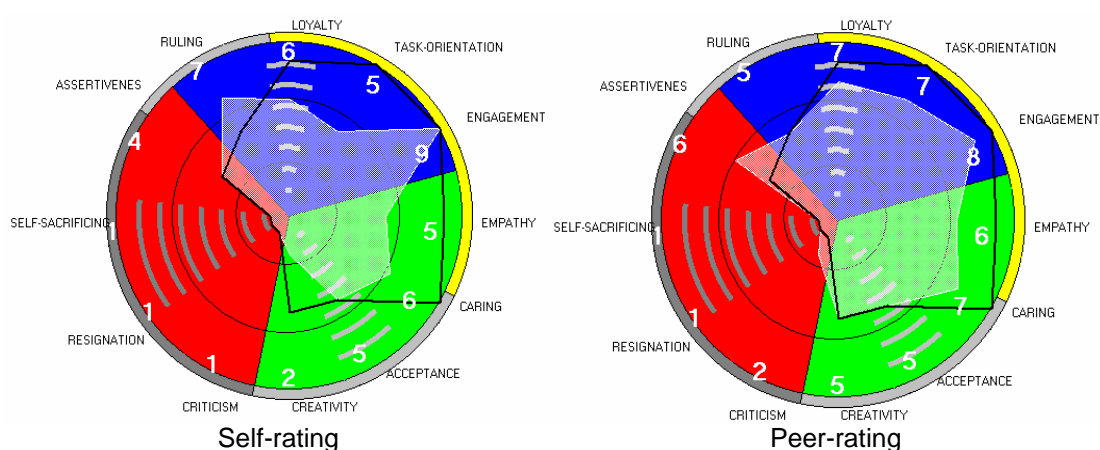 LOYALTY
RULING
TASK-ORIENTATION
6
7
5
ASSERTIVENES
ENGAGEMENT
4
9
SELF-SACRIFICING
1
5
EMPATHY
1
6
CARING
RESIGNATION
1
5
2
ACCEPTANCE
CRITICISM
CREATIVITY
Self-rating
LOYALTY
RULING
TASK-ORIENTATION
7
5
7
ASSERTIVENES
ENGAGEMENT
6
8
SELF-SACRIFICING
1
6
EMPATHY
1
7
CARING
RESIGNATION
2
5
5
ACCEPTANCE
CRITICISM
CREATIVITY
Peer-rating